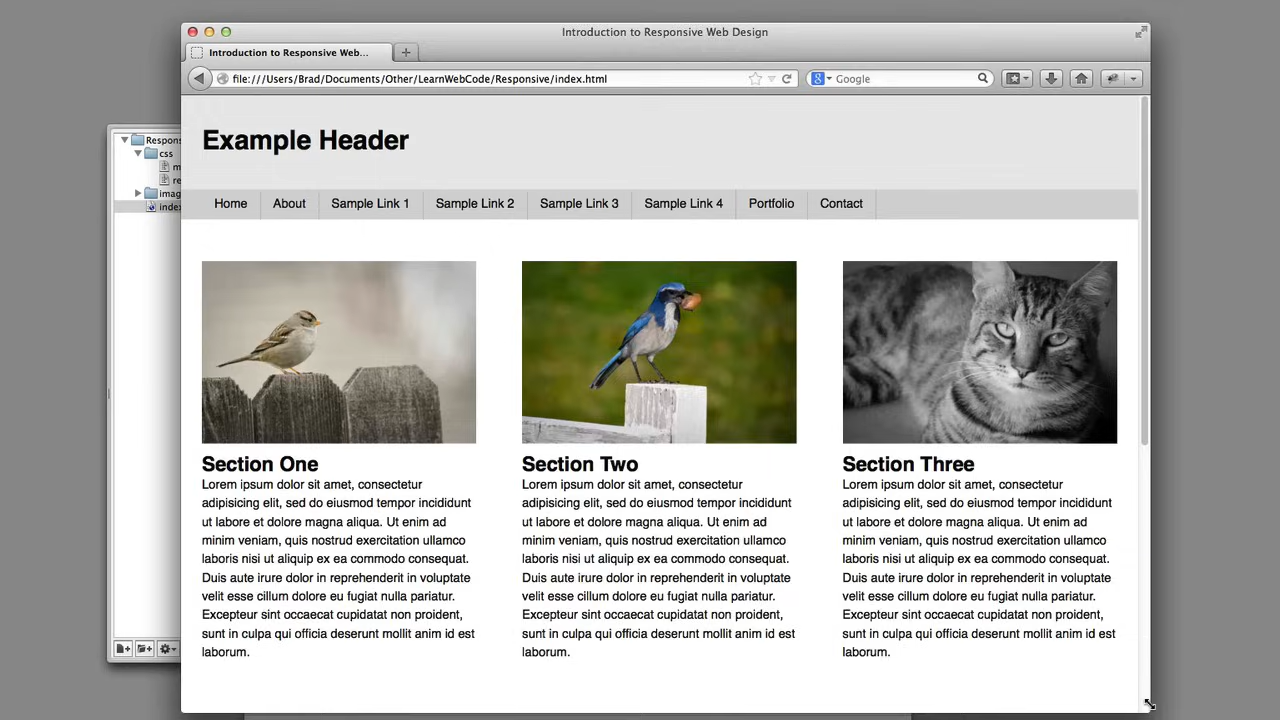 Introduction to Responsive Web Design
Introduction to Responsive Web...
file:///Users/Brad/Documents/Other/LearnWebCode/Responsive/index.html
Google
Example Header
Home About Sample Link 1 Sample Link 2 Sample Link 3 Sample Link 4 Portfolio Contact
css
Section One
Lorem ipsum dolor sit amet, consectetur
adipisicing elit, sed do eiusmod tempor incididunt
ut labore et dolore magna aliqua. Ut enim ad
minim veniam, quis nostrud exercitation ullamco
laboris nisi ut aliquip ex ea commodo consequat.
Duis aute irure dolor in reprehenderit in voluptate
velit esse cillum dolore eu fugiat nulla pariatur.
Excepteur sint occaecat cupidatat non proident,
sunt in culpa qui officia deserunt mollit anim id est
laborum.
Section Two
Lorem ipsum dolor sit amet, consectetur
adipisicing elit, sed do eiusmod tempor incididunt
ut labore et dolore magna aliqua. Ut enim ad
minim veniam, quis nostrud exercitation ullamco
laboris nisi ut aliquip ex ea commodo consequat.
Duis aute irure dolor in reprehenderit in voluptate
velit esse cillum dolore eu fugiat nulla pariatur.
Excepteur sint occaecat cupidatat non proident,
sunt in culpa qui officia deserunt mollit anim id est
laborum.
Section Three
Lorem ipsum dolor sit amet, consectetur
adipisicing elit, sed do eiusmod tempor incididunt
ut labore et dolore magna aliqua. Ut enim ad
minim veniam, quis nostrud exercitation ullamco
laboris nisi ut aliquip ex ea commodo consequat.
Duis aute irure dolor in reprehenderit in voluptate
velit esse cillum dolore eu fugiat nulla pariatur.
Excepteur sint occaecat cupidatat non proident,
sunt in culpa qui officia deserunt mollit anim id est
laborum.